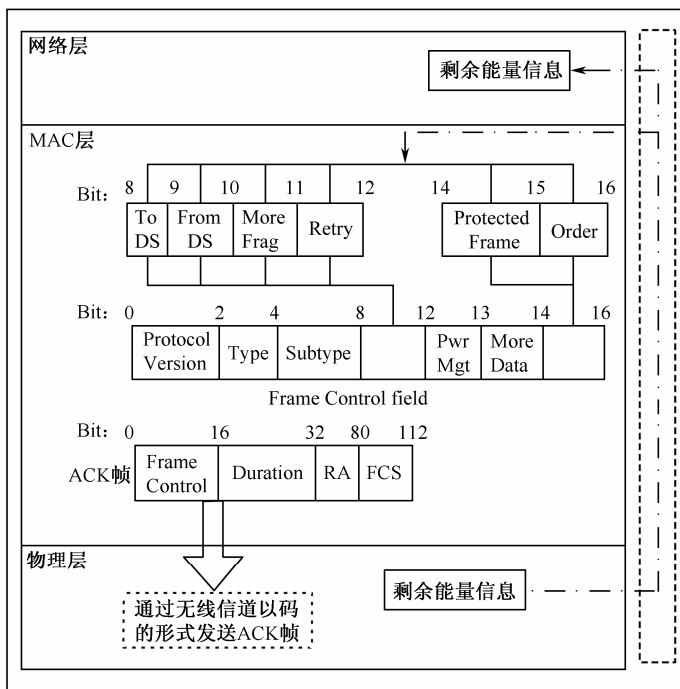 网络层
剩余能量信息
MAC层
Bit: 8 9 10 11 12 14 15 16
To DS
From DS
More Frag
Retry
Protected Frame
Order
Bit: 0 2 4 8 12 13 14 16
Protocol Version
Type
Subtype
Pwr Mgt
More Data
Frame Control field
Bit: 0 16 32 80 112
ACK帧
Frame Control
Duration
RA
FCS
物理层
剩余能量信息
通过无线信道以码
的形式发送ACK帧